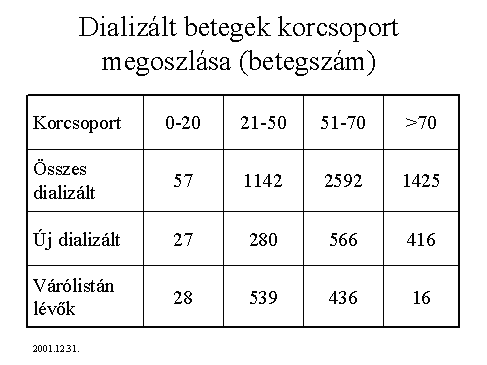 Dializált betegek korcsoport
megoszlása (betegszám)
Korcsoport 0-20 21-50 51-70 >70
Összes
dializált 57 1142 2592 1425
Új dializált 27 280 566 416
Várólistán
lévők 28 539 436 16
2001.12.31.